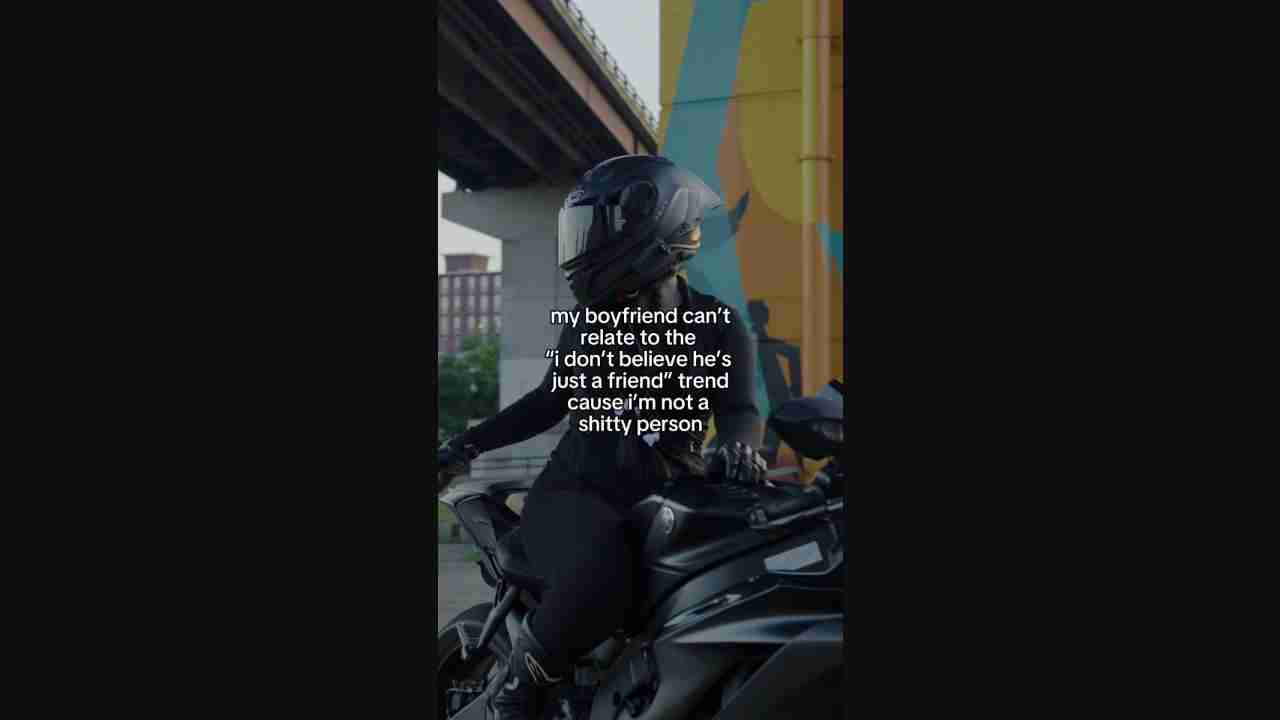 my boyfriend can’t
relate to the
“i don’t believe he’s
just a friend” trend
cause i’m not a
shitty person